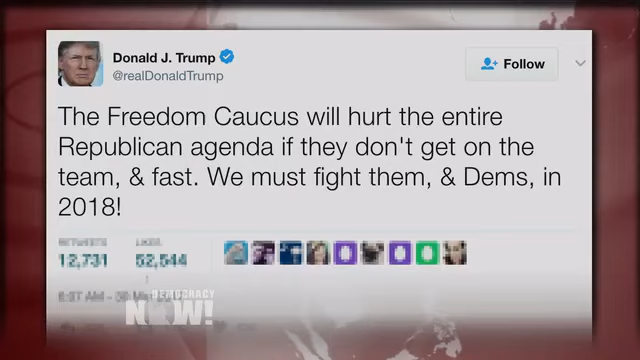 Donald J. Trump
@realDonaldTrump
Follow
The Freedom Caucus will hurt the entire
Republican agenda if they don't get on the
team, & fast. We must fight them, & Dems, in
2018!
RETWEETS LIKES
12,731 52,544
DEMOCRACY
NOW!